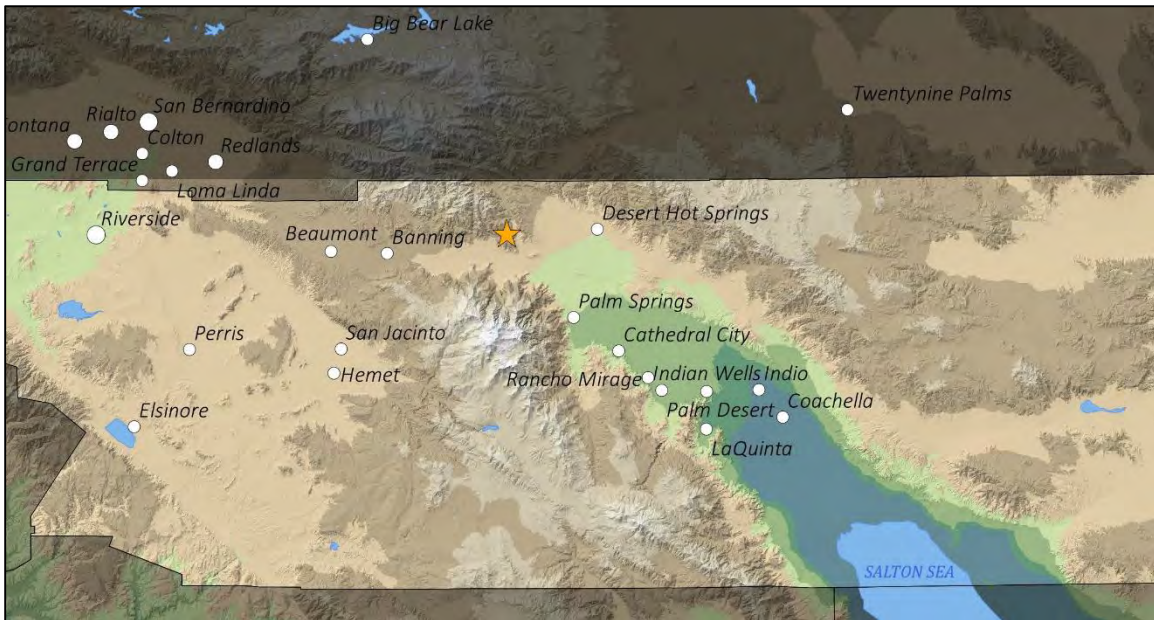 Big Bear Lake
Twentynine Palms
San Bernardino
Rialto
ontana
Colton
Redlands
Grand Terrace
Loma Linda
Riverside
Desert Hot Springs
Beaumont
Banning
Palm Springs
Perris
San Jacinto
Cathedral City
Hemet
Rancho Mirage
Indian Wells
Indio
Palm Desert
Coachella
Elsinore
LaQuinta
SALTON SEA